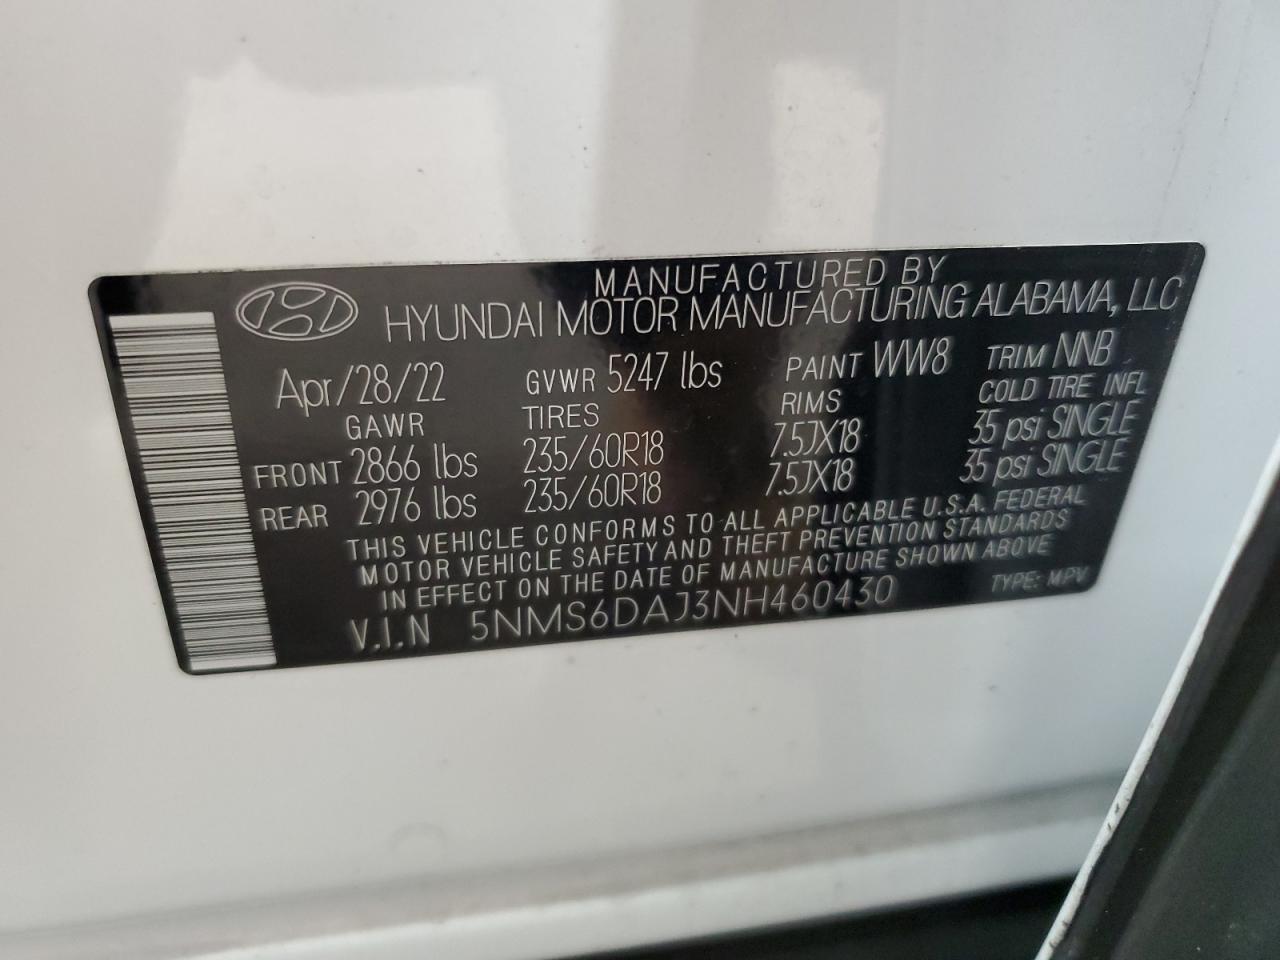 MANUFACTURED BY
HYUNDAI MOTOR MANUFACTURING ALABAMA, LLC
Apr/28/22 GVWR 5247 lbs PAINT WW8 TRIM NNB
GAWR TIRES RIMS COLD TIRE INFL
FRONT 2866 lbs 235/60R18 7.5JX18 35 psi SINGLE
REAR 2976 lbs 235/60R18 7.5JX18 35 psi SINGLE
THIS VEHICLE CONFORMS TO ALL APPLICABLE U.S.A. FEDERAL
MOTOR VEHICLE SAFETY AND THEFT PREVENTION STANDARDS
IN EFFECT ON THE DATE OF MANUFACTURE SHOWN ABOVE
V.I.N 5NMS6DAJ3NH460430 TYPE: MPV